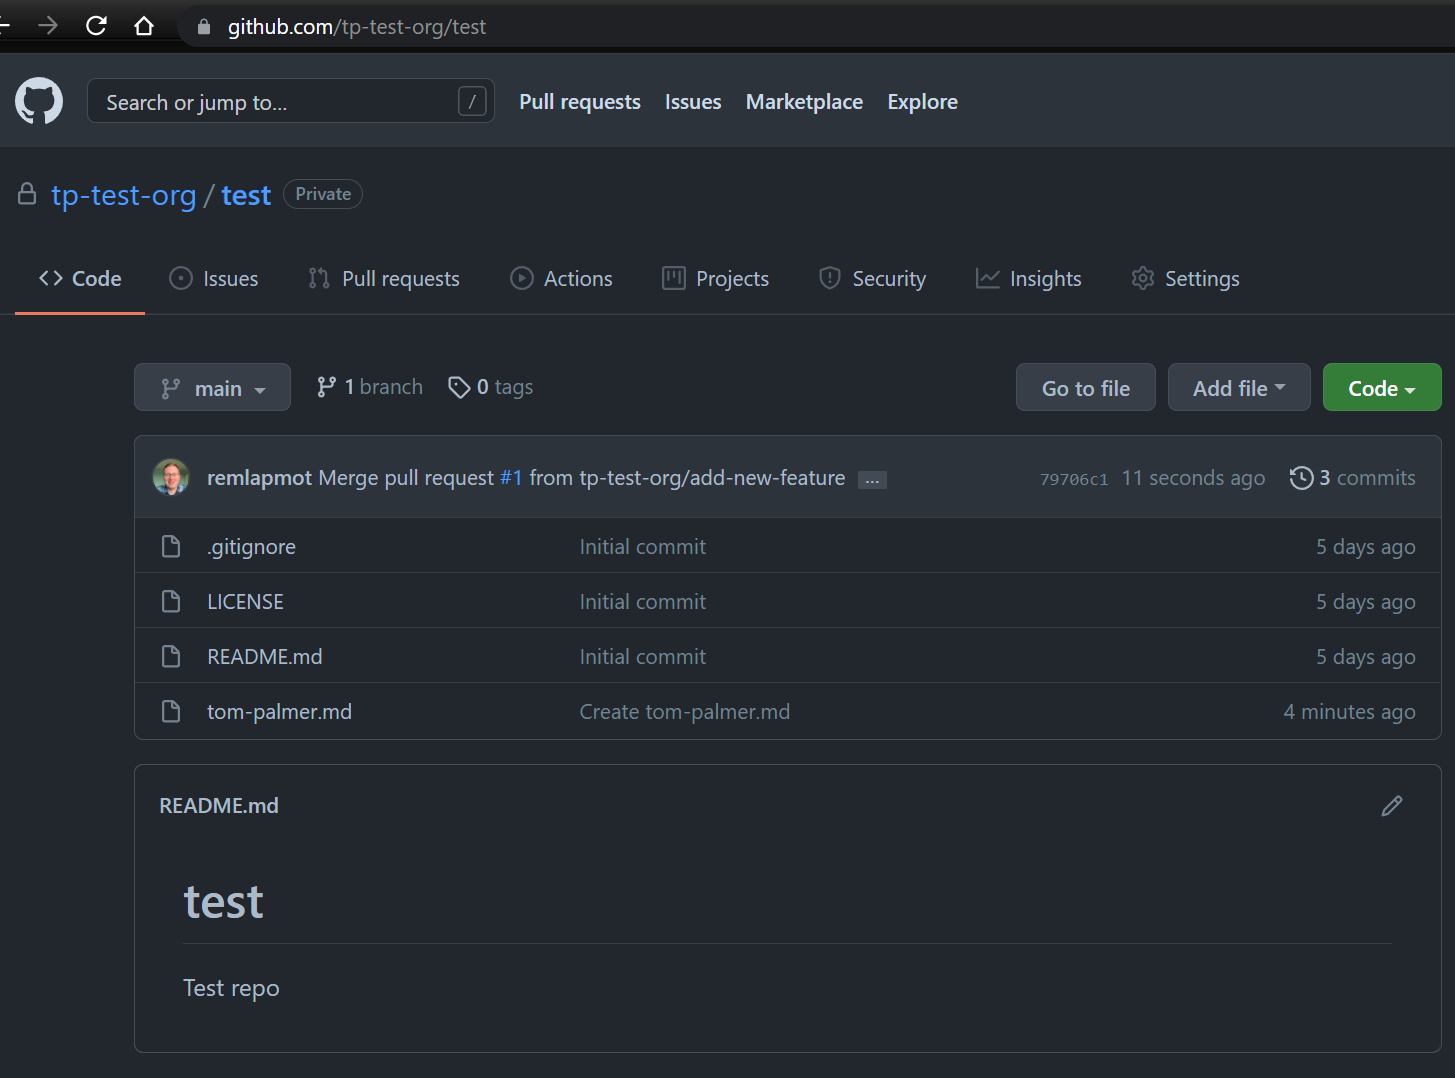 github.com/tp-test-org/test
Search or jump to... /
Pull requests Issues Marketplace Explore
tp-test-org / test Private
Code Issues Pull requests Actions Projects Security Insights Settings
main 1 branch 0 tags Go to file Add file Code
remlapmot Merge pull request #1 from tp-test-org/add-new-feature ... 79706c1 11 seconds ago 3 commits
.gitignore Initial commit 5 days ago
LICENSE Initial commit 5 days ago
README.md Initial commit 5 days ago
tom-palmer.md Create tom-palmer.md 4 minutes ago
README.md
test
Test repo